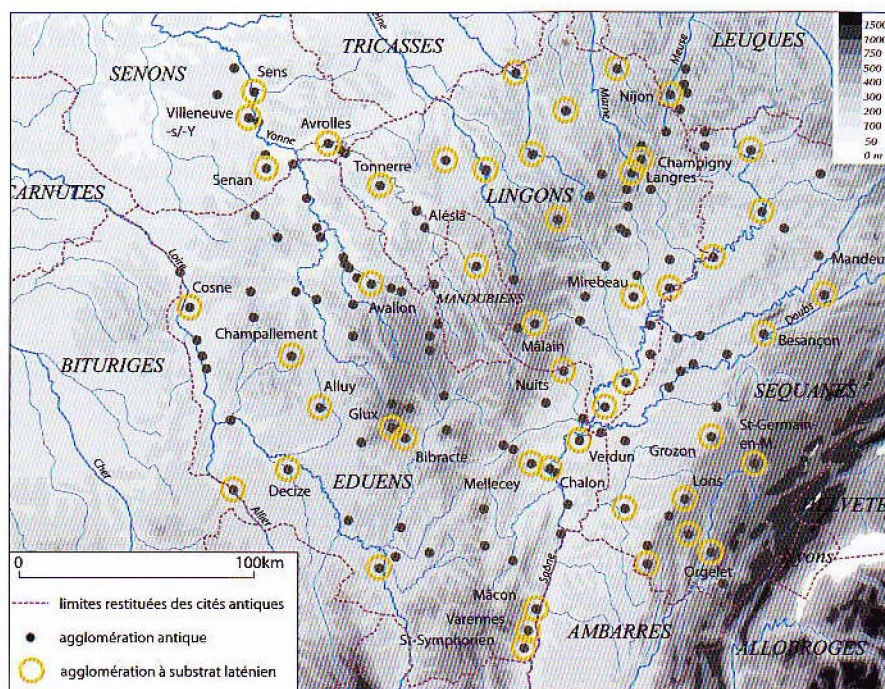 TRICASSES
LEUQUES
Meuse
1500
1000
500
400
300
200
100
50
0 m
SENONS
Sens
Nijon
Marne
Villeneuve
-s/-Y
Yonne
Avrolles
Champigny
Langres
Tonnerre
Senan
LINGONS
CARNUTES
Alésia
Loire
Mandeure
Cosne
Mirebeau
MANDUBIENS
Doubs
Avallon
Champallement
Mâlain
Besançon
BITURIGES
Nuits
Alluy
SEQUANES
Glux
St-Germain
en-M.
Grozon
Bibracte
Verdun
Cher
Mellecey
Chalon
Lons
Decize
EDUENS
HELVETES
Allier
Orgelet
0
100km
Saône
Mâcon
Varennes
St-Symphorien
AMBARRES
ALLOBROGES
limites restituées des cités antiques
agglomération antique
agglomération à substrat laténien